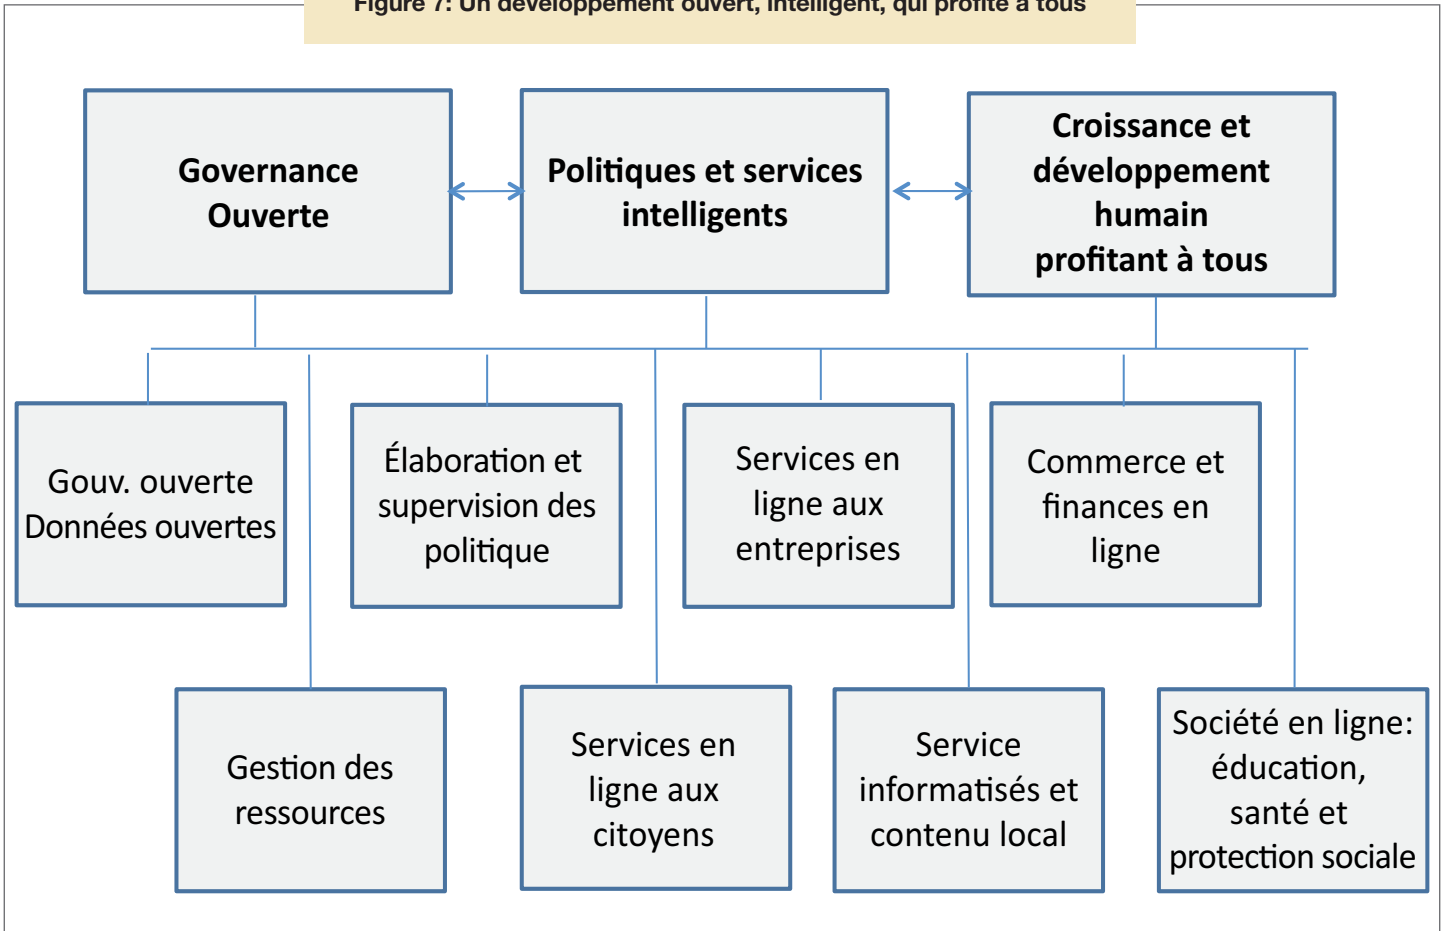 Figure 7: Un développement ouvert, intelligent, qui profite à tous
Governance
Ouverte
Politiques et services
intelligents
Croissance et
développement
humain
profitant à tous
Gouv. ouverte
Données ouvertes
Élaboration et
supervision des
politique
Services en
ligne aux
entreprises
Commerce et
finances en
ligne
Gestion des
ressources
Services en
ligne aux
citoyens
Service
informatisés et
contenu local
Société en ligne:
éducation,
santé et
protection sociale